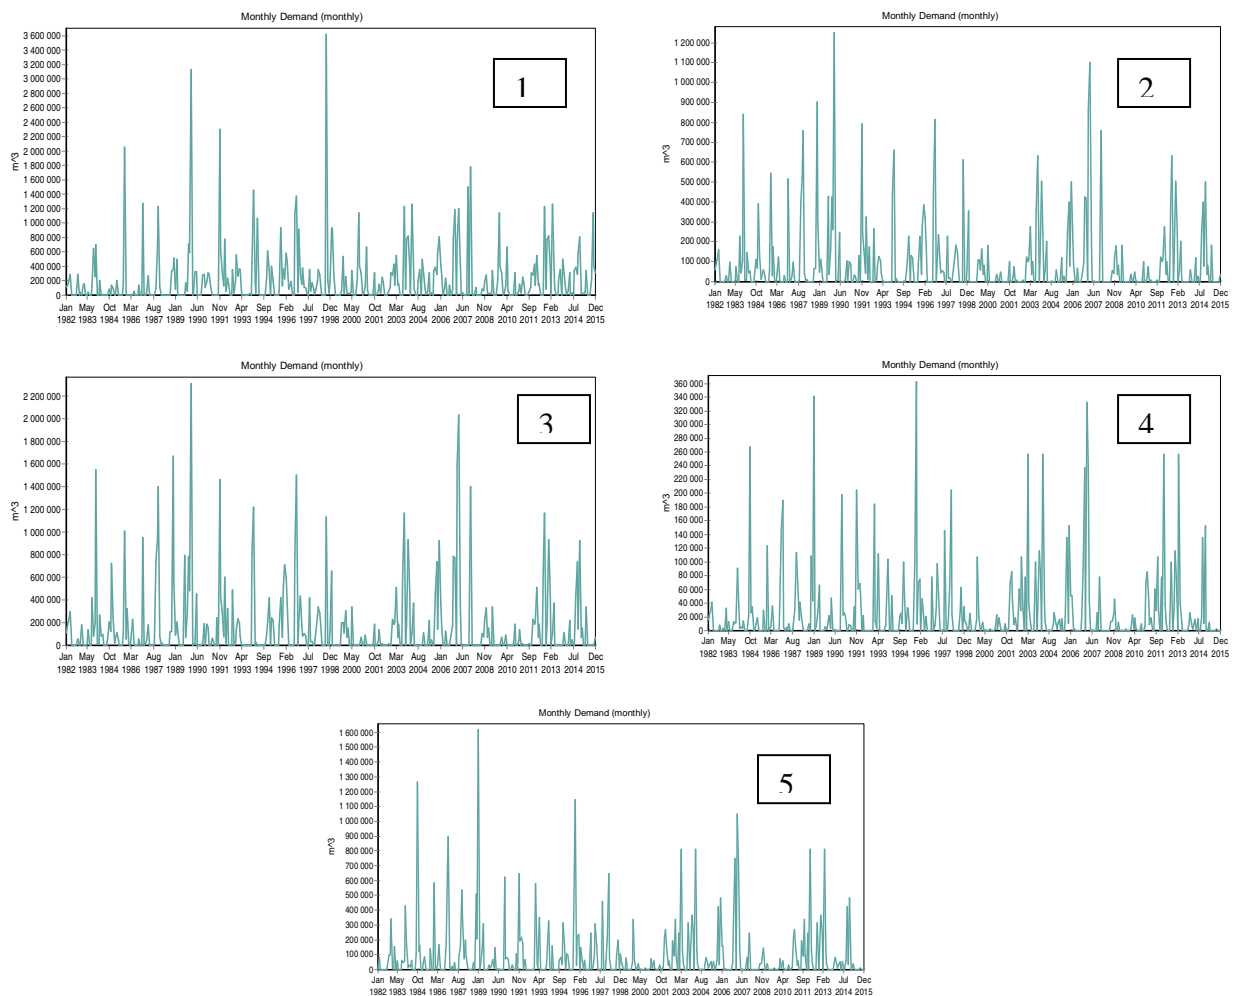 Monthly Demand (monthly)
3 600 000
3 400 000
3 200 000
3 000 000
2 800 000
2 600 000
2 400 000
2 200 000
2 000 000
1 800 000
1 600 000
1 400 000
1 200 000
1 000 000
800 000
600 000
400 000
200 000
0
m^3
1
Jan May Oct Mar Aug Jan Jun Nov Apr Sep Feb Jul Dec May Oct Mar Aug Jan Jun Nov Apr Sep Feb Jul Dec
1982 1983 1984 1986 1987 1989 1990 1991 1993 1994 1996 1997 1998 2000 2001 2003 2004 2006 2007 2008 2010 2011 2013 2014 2015
Monthly Demand (monthly)
1 200 000
1 100 000
1 000 000
900 000
800 000
700 000
600 000
500 000
400 000
300 000
200 000
100 000
0
m^3
2
Jan May Oct Mar Aug Jan Jun Nov Apr Sep Feb Jul Dec May Oct Mar Aug Jan Jun Nov Apr Sep Feb Jul Dec
1982 1983 1984 1986 1987 1989 1990 1991 1993 1994 1996 1997 1998 2000 2001 2003 2004 2006 2007 2008 2010 2011 2013 2014 2015
Monthly Demand (monthly)
2 200 000
2 000 000
1 800 000
1 600 000
1 400 000
1 200 000
1 000 000
800 000
600 000
400 000
200 000
0
m^3
3
Jan May Oct Mar Aug Jan Jun Nov Apr Sep Feb Jul Dec May Oct Mar Aug Jan Jun Nov Apr Sep Feb Jul Dec
1982 1983 1984 1986 1987 1989 1990 1991 1993 1994 1996 1997 1998 2000 2001 2003 2004 2006 2007 2008 2010 2011 2013 2014 2015
Monthly Demand (monthly)
360 000
340 000
320 000
300 000
280 000
260 000
240 000
220 000
200 000
180 000
160 000
140 000
120 000
100 000
80 000
60 000
40 000
20 000
0
m^3
4
Jan May Oct Mar Aug Jan Jun Nov Apr Sep Feb Jul Dec May Oct Mar Aug Jan Jun Nov Apr Sep Feb Jul Dec
1982 1983 1984 1986 1987 1989 1990 1991 1993 1994 1996 1997 1998 2000 2001 2003 2004 2006 2007 2008 2010 2011 2013 2014 2015
Monthly Demand (monthly)
1 600 000
1 500 000
1 400 000
1 300 000
1 200 000
1 100 000
1 000 000
900 000
800 000
700 000
600 000
500 000
400 000
300 000
200 000
100 000
0
m^3
5
Jan May Oct Mar Aug Jan Jun Nov Apr Sep Feb Jul Dec May Oct Mar Aug Jan Jun Nov Apr Sep Feb Jul Dec
1982 1983 1984 1986 1987 1989 1990 1991 1993 1994 1996 1997 1998 2000 2001 2003 2004 2006 2007 2008 2010 2011 2013 2014 2015